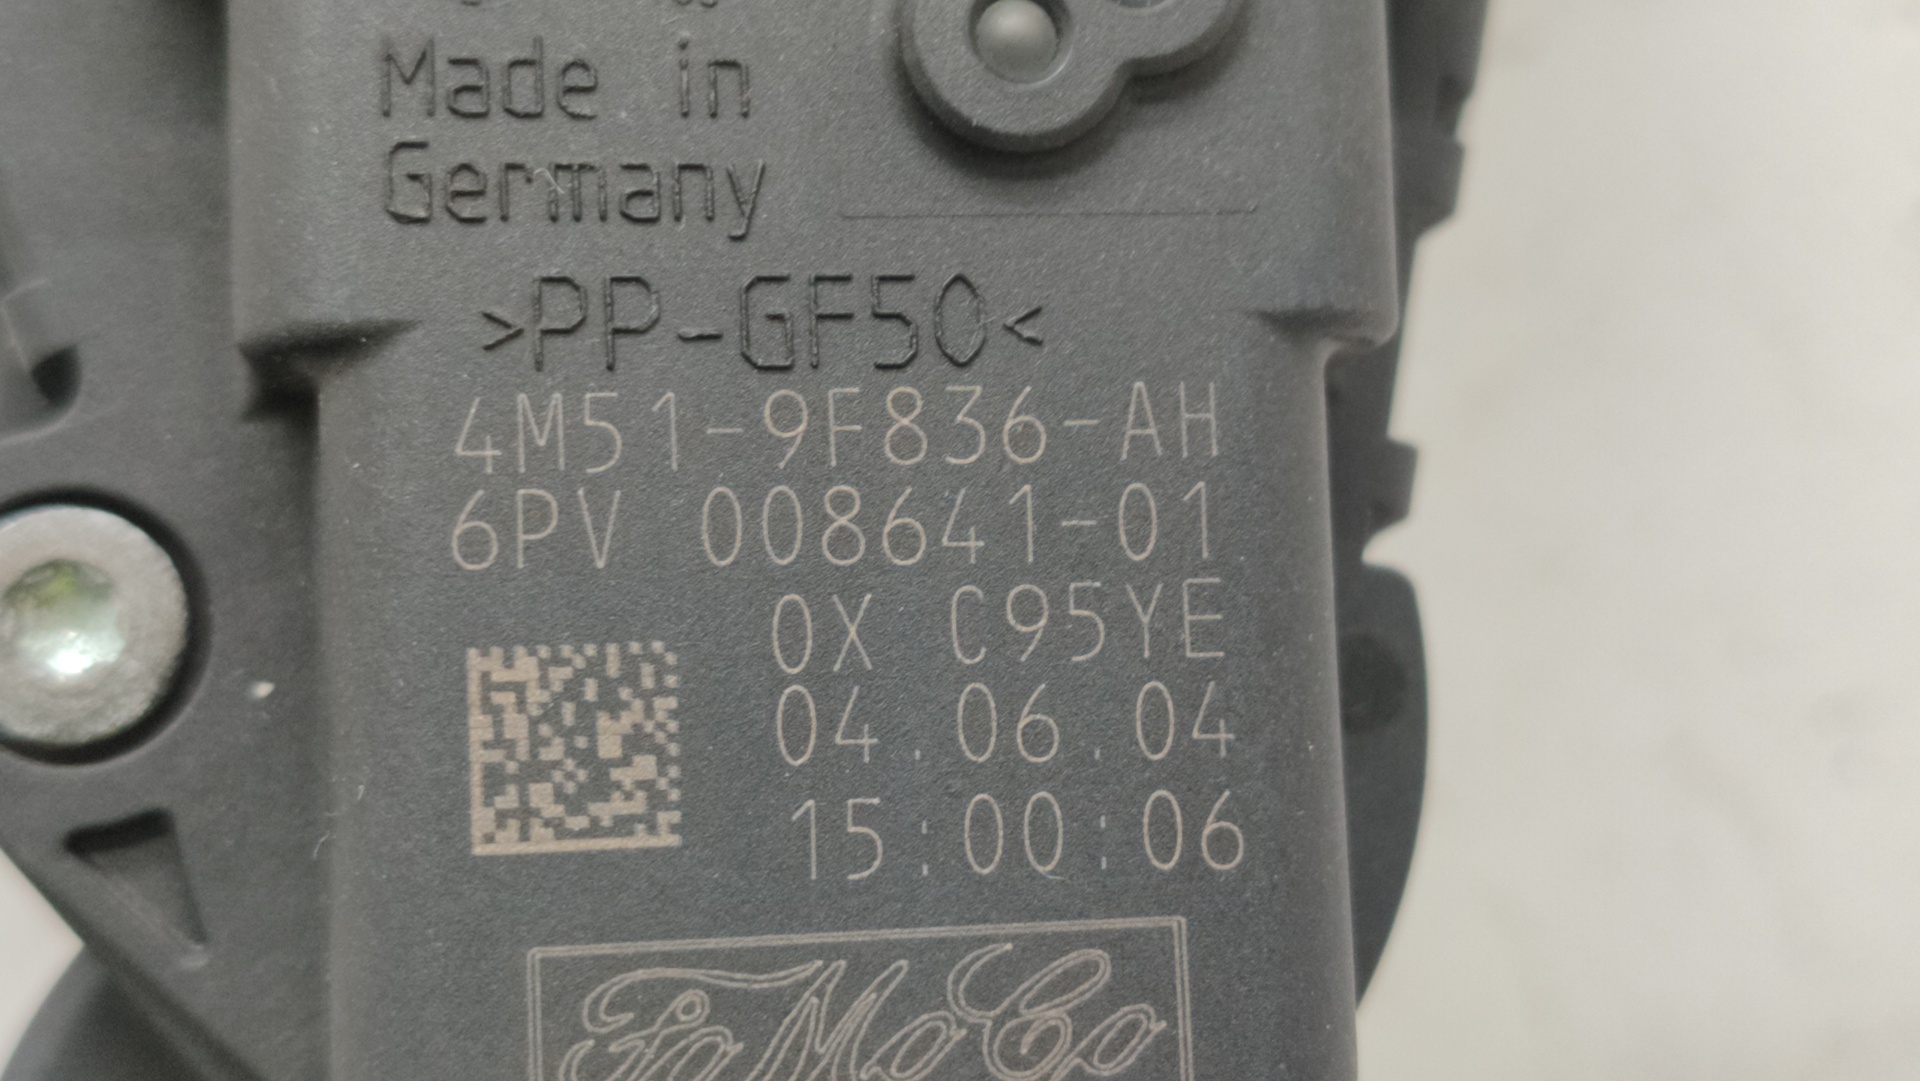 Made in
Germany
>PP-GF50<
4M51-9F836-AH
6PV 008641-01
0X C95YE
04.06.04
15:00:06
FoMoCo